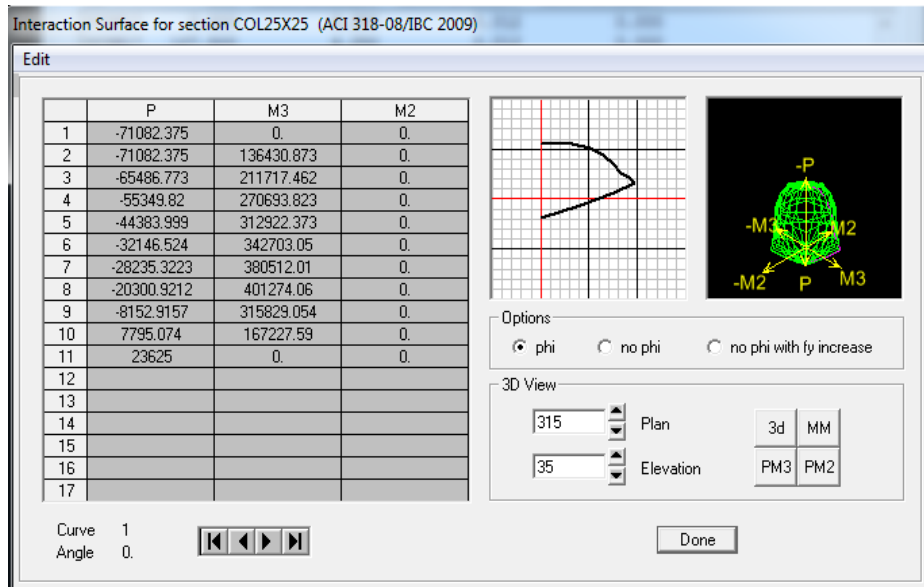 Interaction Surface for section COL25X25 (ACI 318-08/IBC 2009)
Edit
P M3 M2
1 -71082.375 0. 0.
2 -71082.375 136430.873 0.
3 -65486.773 211717.462 0.
4 -55349.82 270693.823 0.
5 -44383.999 312922.373 0.
6 -32146.524 342703.05 0.
7 -28235.3223 380512.01 0.
8 -20300.9212 401274.06 0.
9 -8152.9157 315829.054 0.
10 7795.074 167227.59 0.
11 23625 0. 0.
12
13
14
15
16
17
Curve 1
Angle 0.
-P
-M3 M2
-M2 P M3
Options
phi no phi no phi with fy increase
3D View
315 Plan 3d MM
35 Elevation PM3 PM2
Done